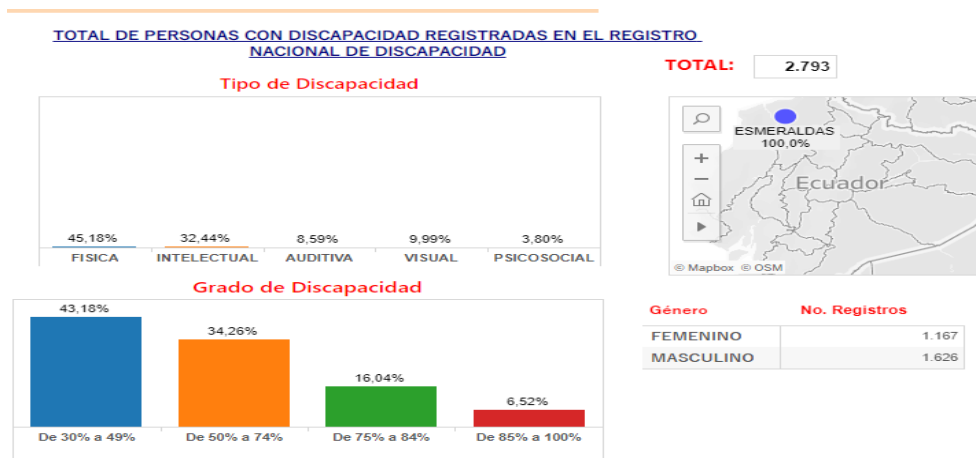 TOTAL DE PERSONAS CON DISCAPACIDAD REGISTRADAS EN EL REGISTRO
NACIONAL DE DISCAPACIDAD
TOTAL: 2.793
Tipo de Discapacidad
45,18% 32,44% 8,59% 9,99% 3,80%
FISICA INTELECTUAL AUDITIVA VISUAL PSICOSOCIAL
ESMERALDAS
100,0%
Ecuador
© Mapbox © OSM
Grado de Discapacidad
43,18%
34,26%
16,04%
6,52%
De 30% a 49% De 50% a 74% De 75% a 84% De 85% a 100%
Género No. Registros
FEMENINO 1.167
MASCULINO 1.626